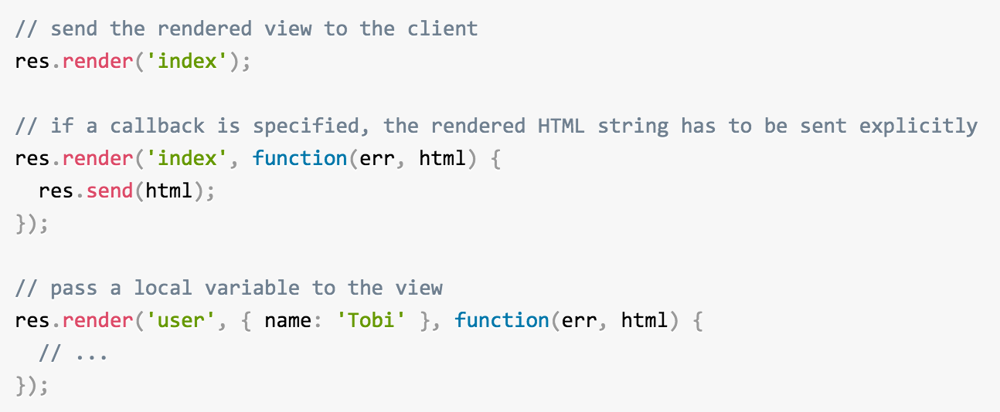 // send the rendered view to the client
res.render('index');
// if a callback is specified, the rendered HTML string has to be sent explicitly
res.render('index', function(err, html) {
  res.send(html);
});
// pass a local variable to the view
res.render('user', { name: 'Tobi' }, function(err, html) {
  // ...
});